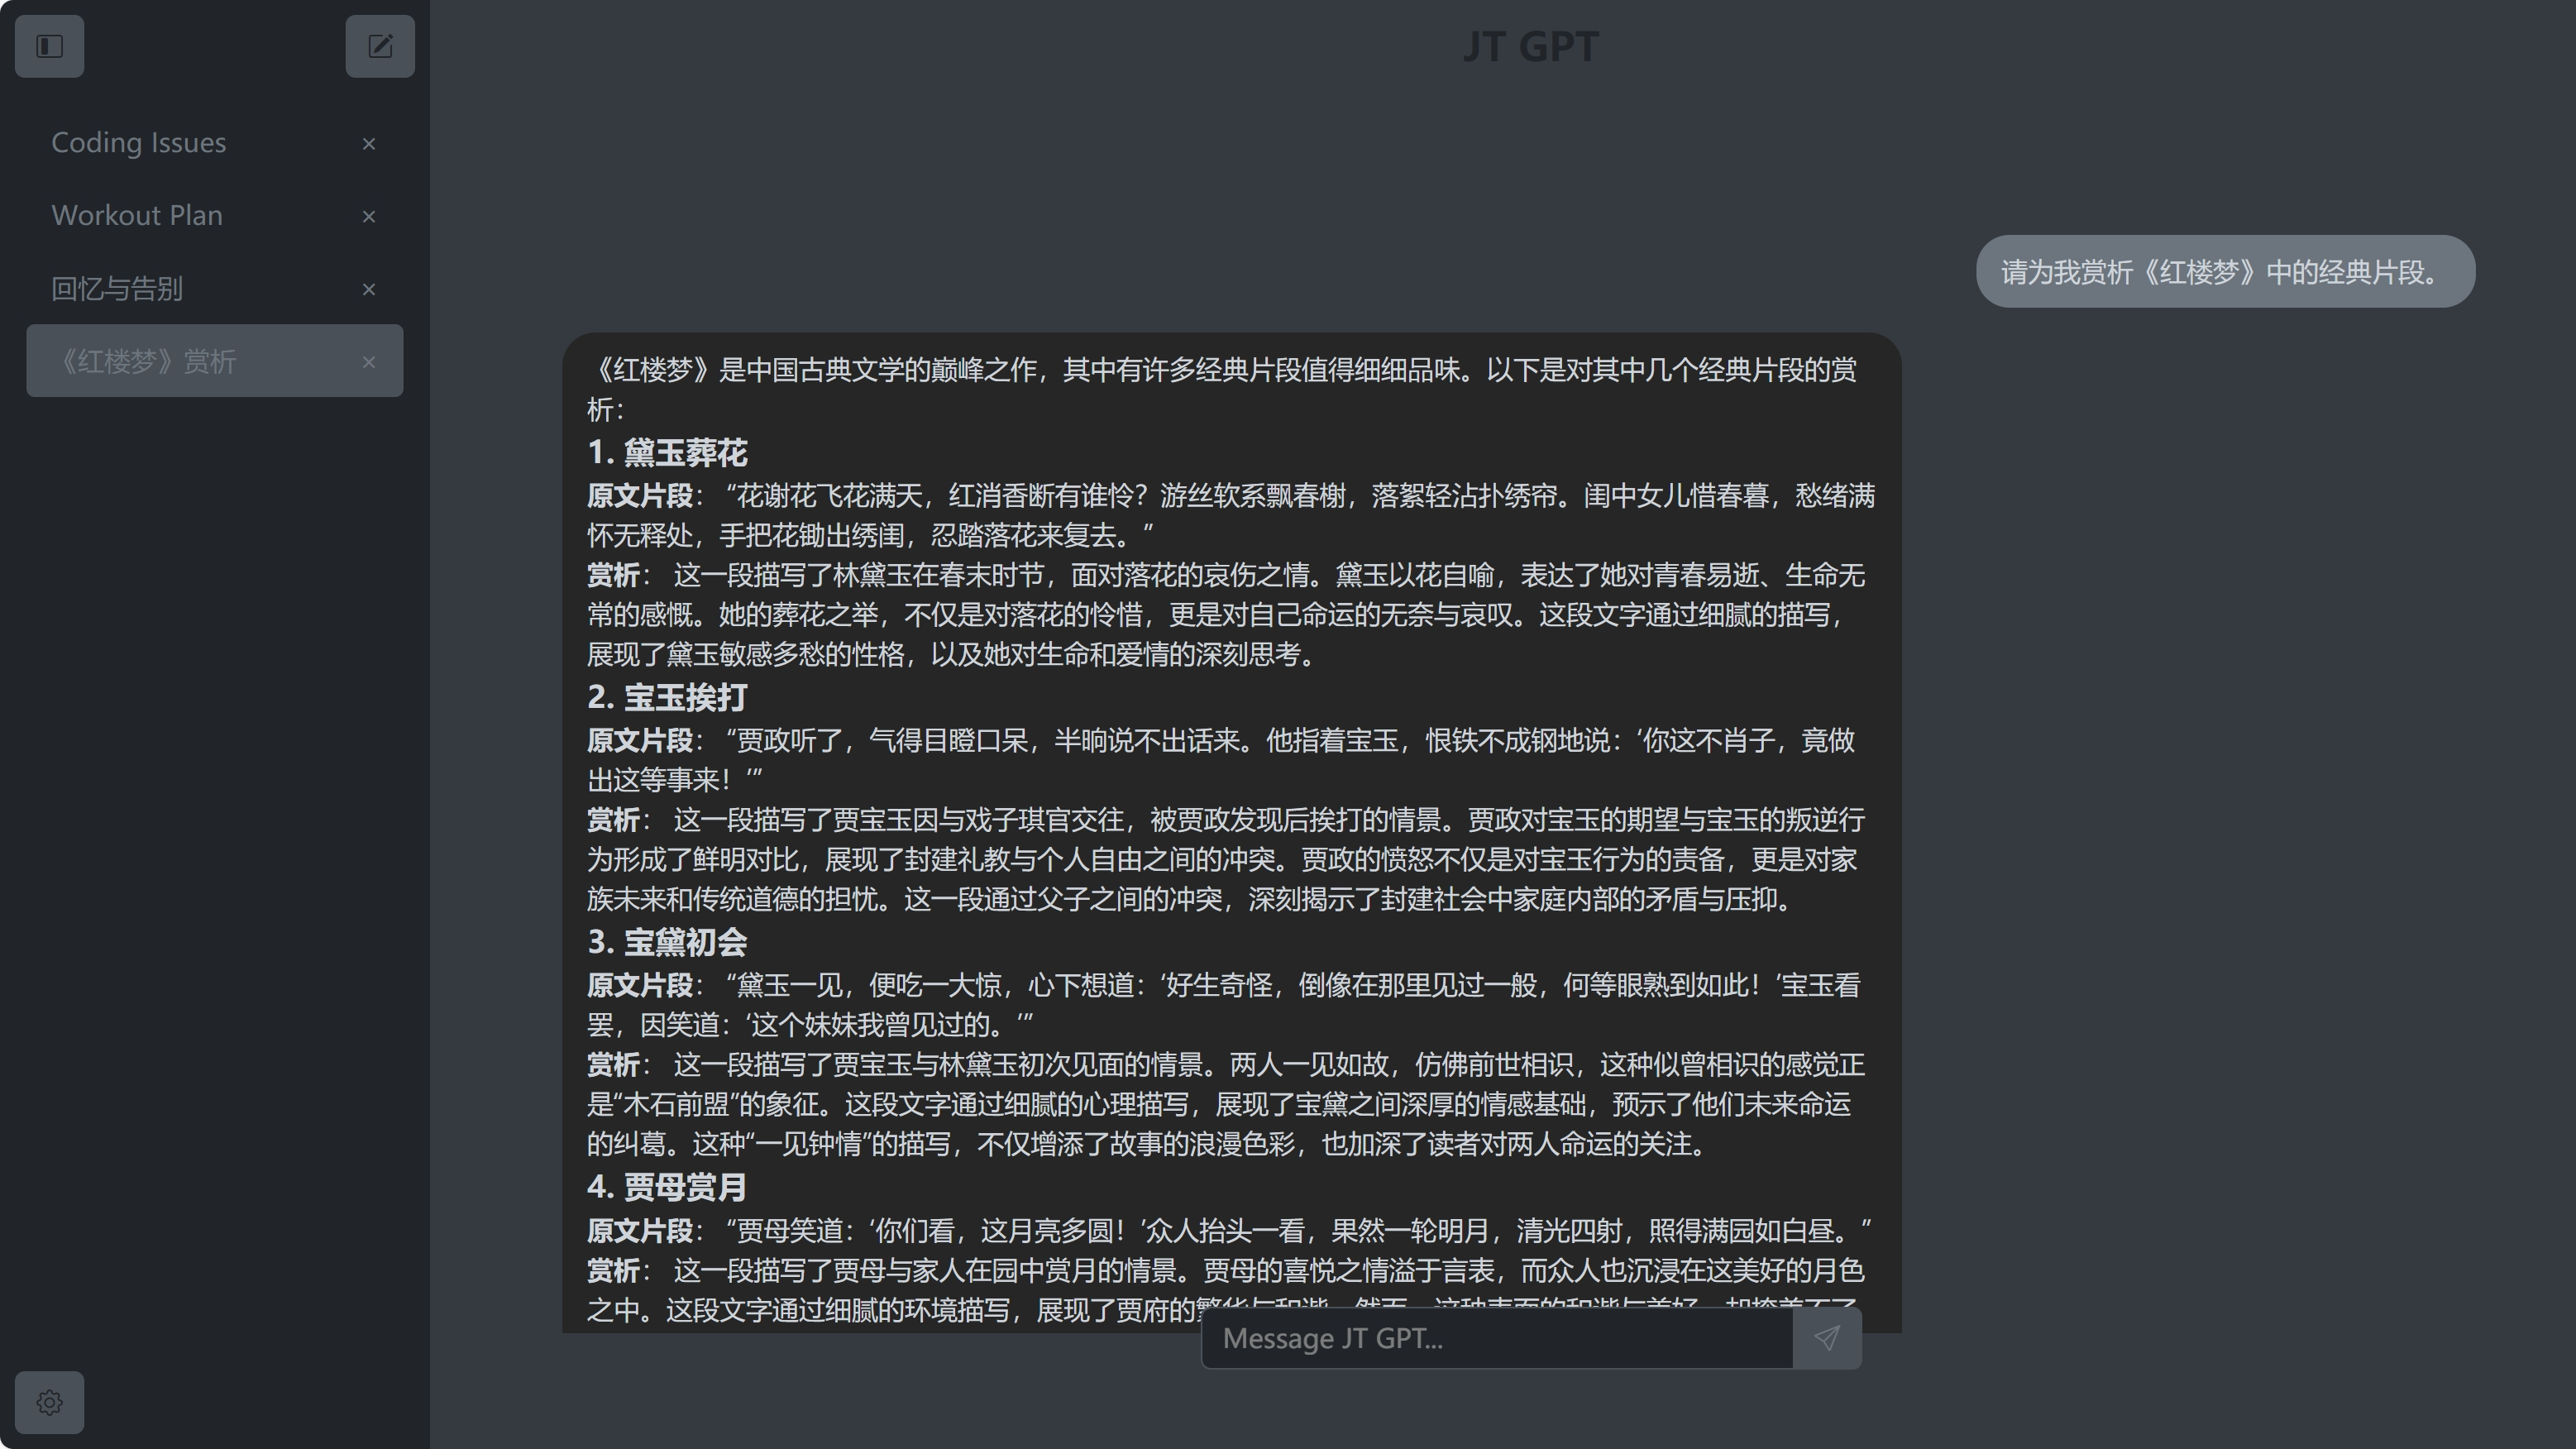 JT GPT
Coding Issues ×
Workout Plan ×
回忆与告别 ×
《红楼梦》赏析 ×
请为我赏析《红楼梦》中的经典片段。
《红楼梦》是中国古典文学的巅峰之作，其中有许多经典片段值得细细品味。以下是对其中几个经典片段的赏
析：
1. 黛玉葬花
原文片段：“花谢花飞花满天，红消香断有谁怜？游丝软系飘春榭，落絮轻沾扑绣帘。闺中女儿惜春暮，愁绪满
怀无释处，手把花锄出绣闺，忍踏落花来复去。”
赏析： 这一段描写了林黛玉在春末时节，面对落花的哀伤之情。黛玉以花自喻，表达了她对青春易逝、生命无
常的感慨。她的葬花之举，不仅是对落花的怜惜，更是对自己命运的无奈与哀叹。这段文字通过细腻的描写，
展现了黛玉敏感多愁的性格，以及她对生命和爱情的深刻思考。
2. 宝玉挨打
原文片段：“贾政听了，气得目瞪口呆，半晌说不出话来。他指着宝玉，恨铁不成钢地说：‘你这不肖子，竟做
出这等事来！’”
赏析： 这一段描写了贾宝玉因与戏子琪官交往，被贾政发现后挨打的情景。贾政对宝玉的期望与宝玉的叛逆行
为形成了鲜明对比，展现了封建礼教与个人自由之间的冲突。贾政的愤怒不仅是对宝玉行为的责备，更是对家
族未来和传统道德的担忧。这一段通过父子之间的冲突，深刻揭示了封建社会中家庭内部的矛盾与压抑。
3. 宝黛初会
原文片段：“黛玉一见，便吃一大惊，心下想道：‘好生奇怪，倒像在那里见过一般，何等眼熟到如此！’宝玉看
罢，因笑道：‘这个妹妹我曾见过的。’”
赏析： 这一段描写了贾宝玉与林黛玉初次见面的情景。两人一见如故，仿佛前世相识，这种似曾相识的感觉正
是“木石前盟”的象征。这段文字通过细腻的心理描写，展现了宝黛之间深厚的情感基础，预示了他们未来命运
的纠葛。这种“一见钟情”的描写，不仅增添了故事的浪漫色彩，也加深了读者对两人命运的关注。
4. 贾母赏月
原文片段：“贾母笑道：‘你们看，这月亮多圆！’众人抬头一看，果然一轮明月，清光四射，照得满园如白昼。”
赏析： 这一段描写了贾母与家人在园中赏月的情景。贾母的喜悦之情溢于言表，而众人也沉浸在这美好的月色
之中。这段文字通过细腻的环境描写，展现了贾府的
Message JT GPT...